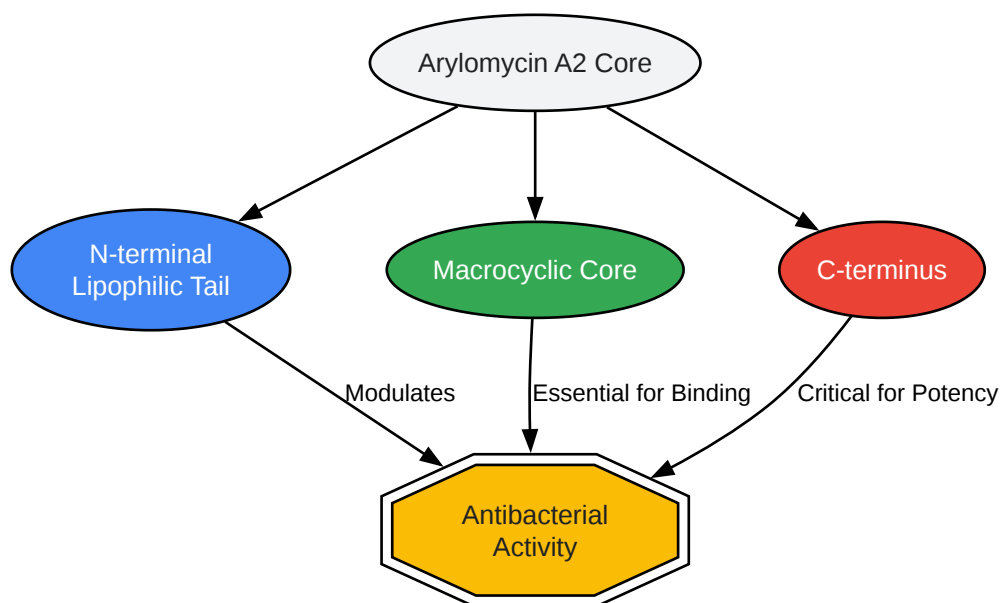 Arylomycin A2 Core
N-terminal
Lipophilic Tail
Macrocyclic Core
C-terminus
Modulates
Essential for Binding
Critical for Potency
Antibacterial
Activity